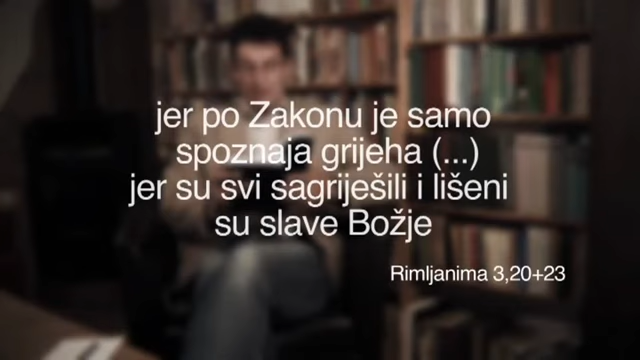 jer po Zakonu je samo
spoznaja grijeha (...)
jer su svi sagriješili i lišeni
su slave Božje
Rimljanima 3,20+23